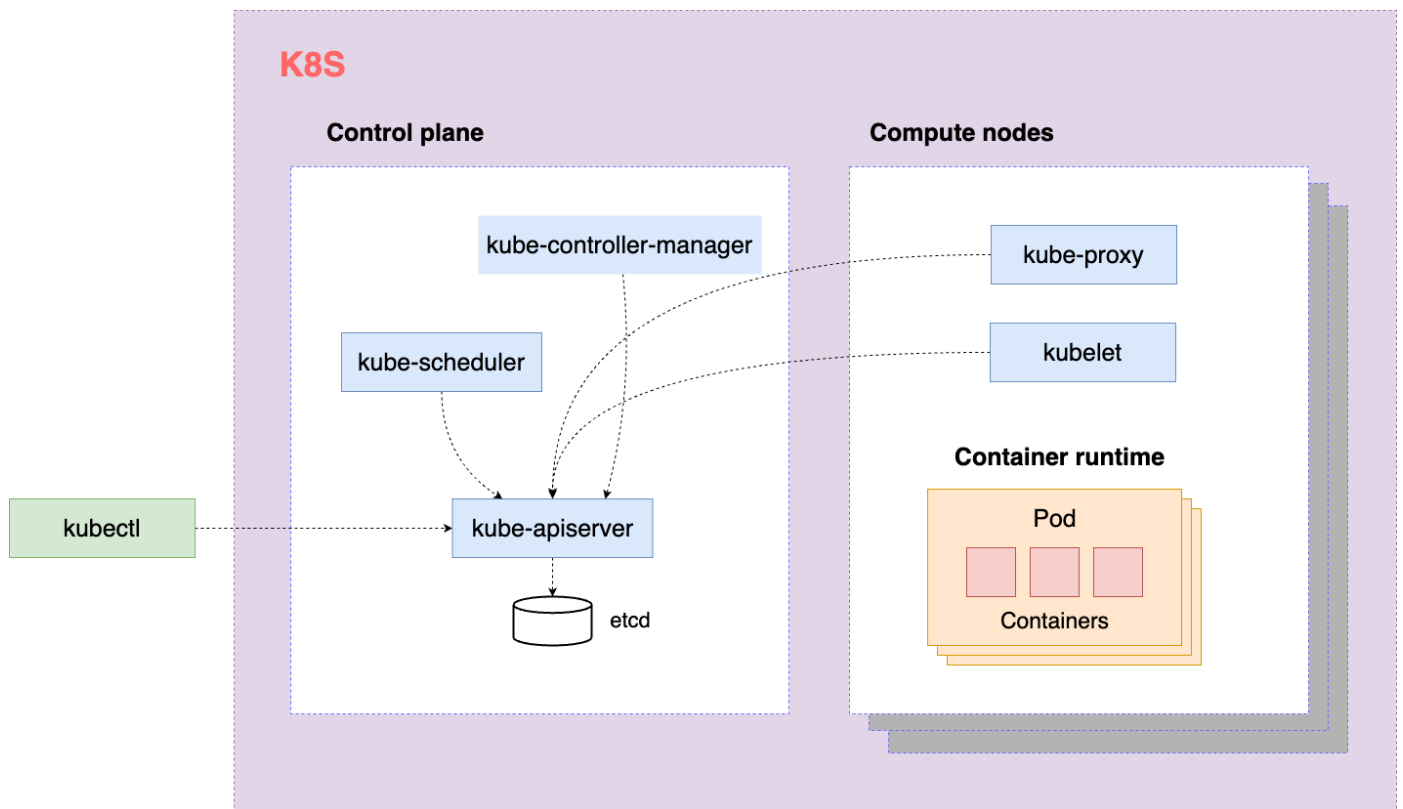 K8S
Control plane
Compute nodes
kube-controller-manager
kube-proxy
kube-scheduler
kubelet
Container runtime
kubectl
kube-apiserver
Pod
etcd
Containers